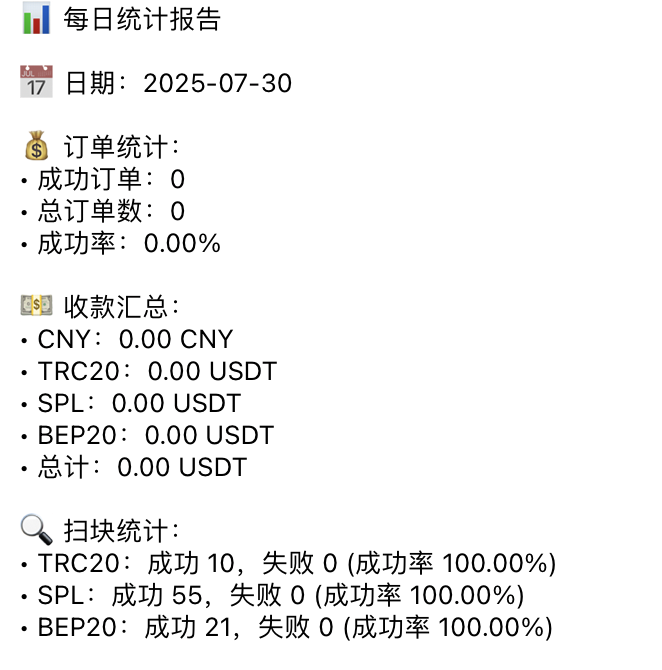 📊 每日统计报告
📅 日期：2025-07-30
💰 订单统计：
• 成功订单：0
• 总订单数：0
• 成功率：0.00%
💵 收款汇总：
• CNY：0.00 CNY
• TRC20：0.00 USDT
• SPL：0.00 USDT
• BEP20：0.00 USDT
• 总计：0.00 USDT
🔍 扫块统计：
• TRC20：成功 10，失败 0 (成功率 100.00%)
• SPL：成功 55，失败 0 (成功率 100.00%)
• BEP20：成功 21，失败 0 (成功率 100.00%)